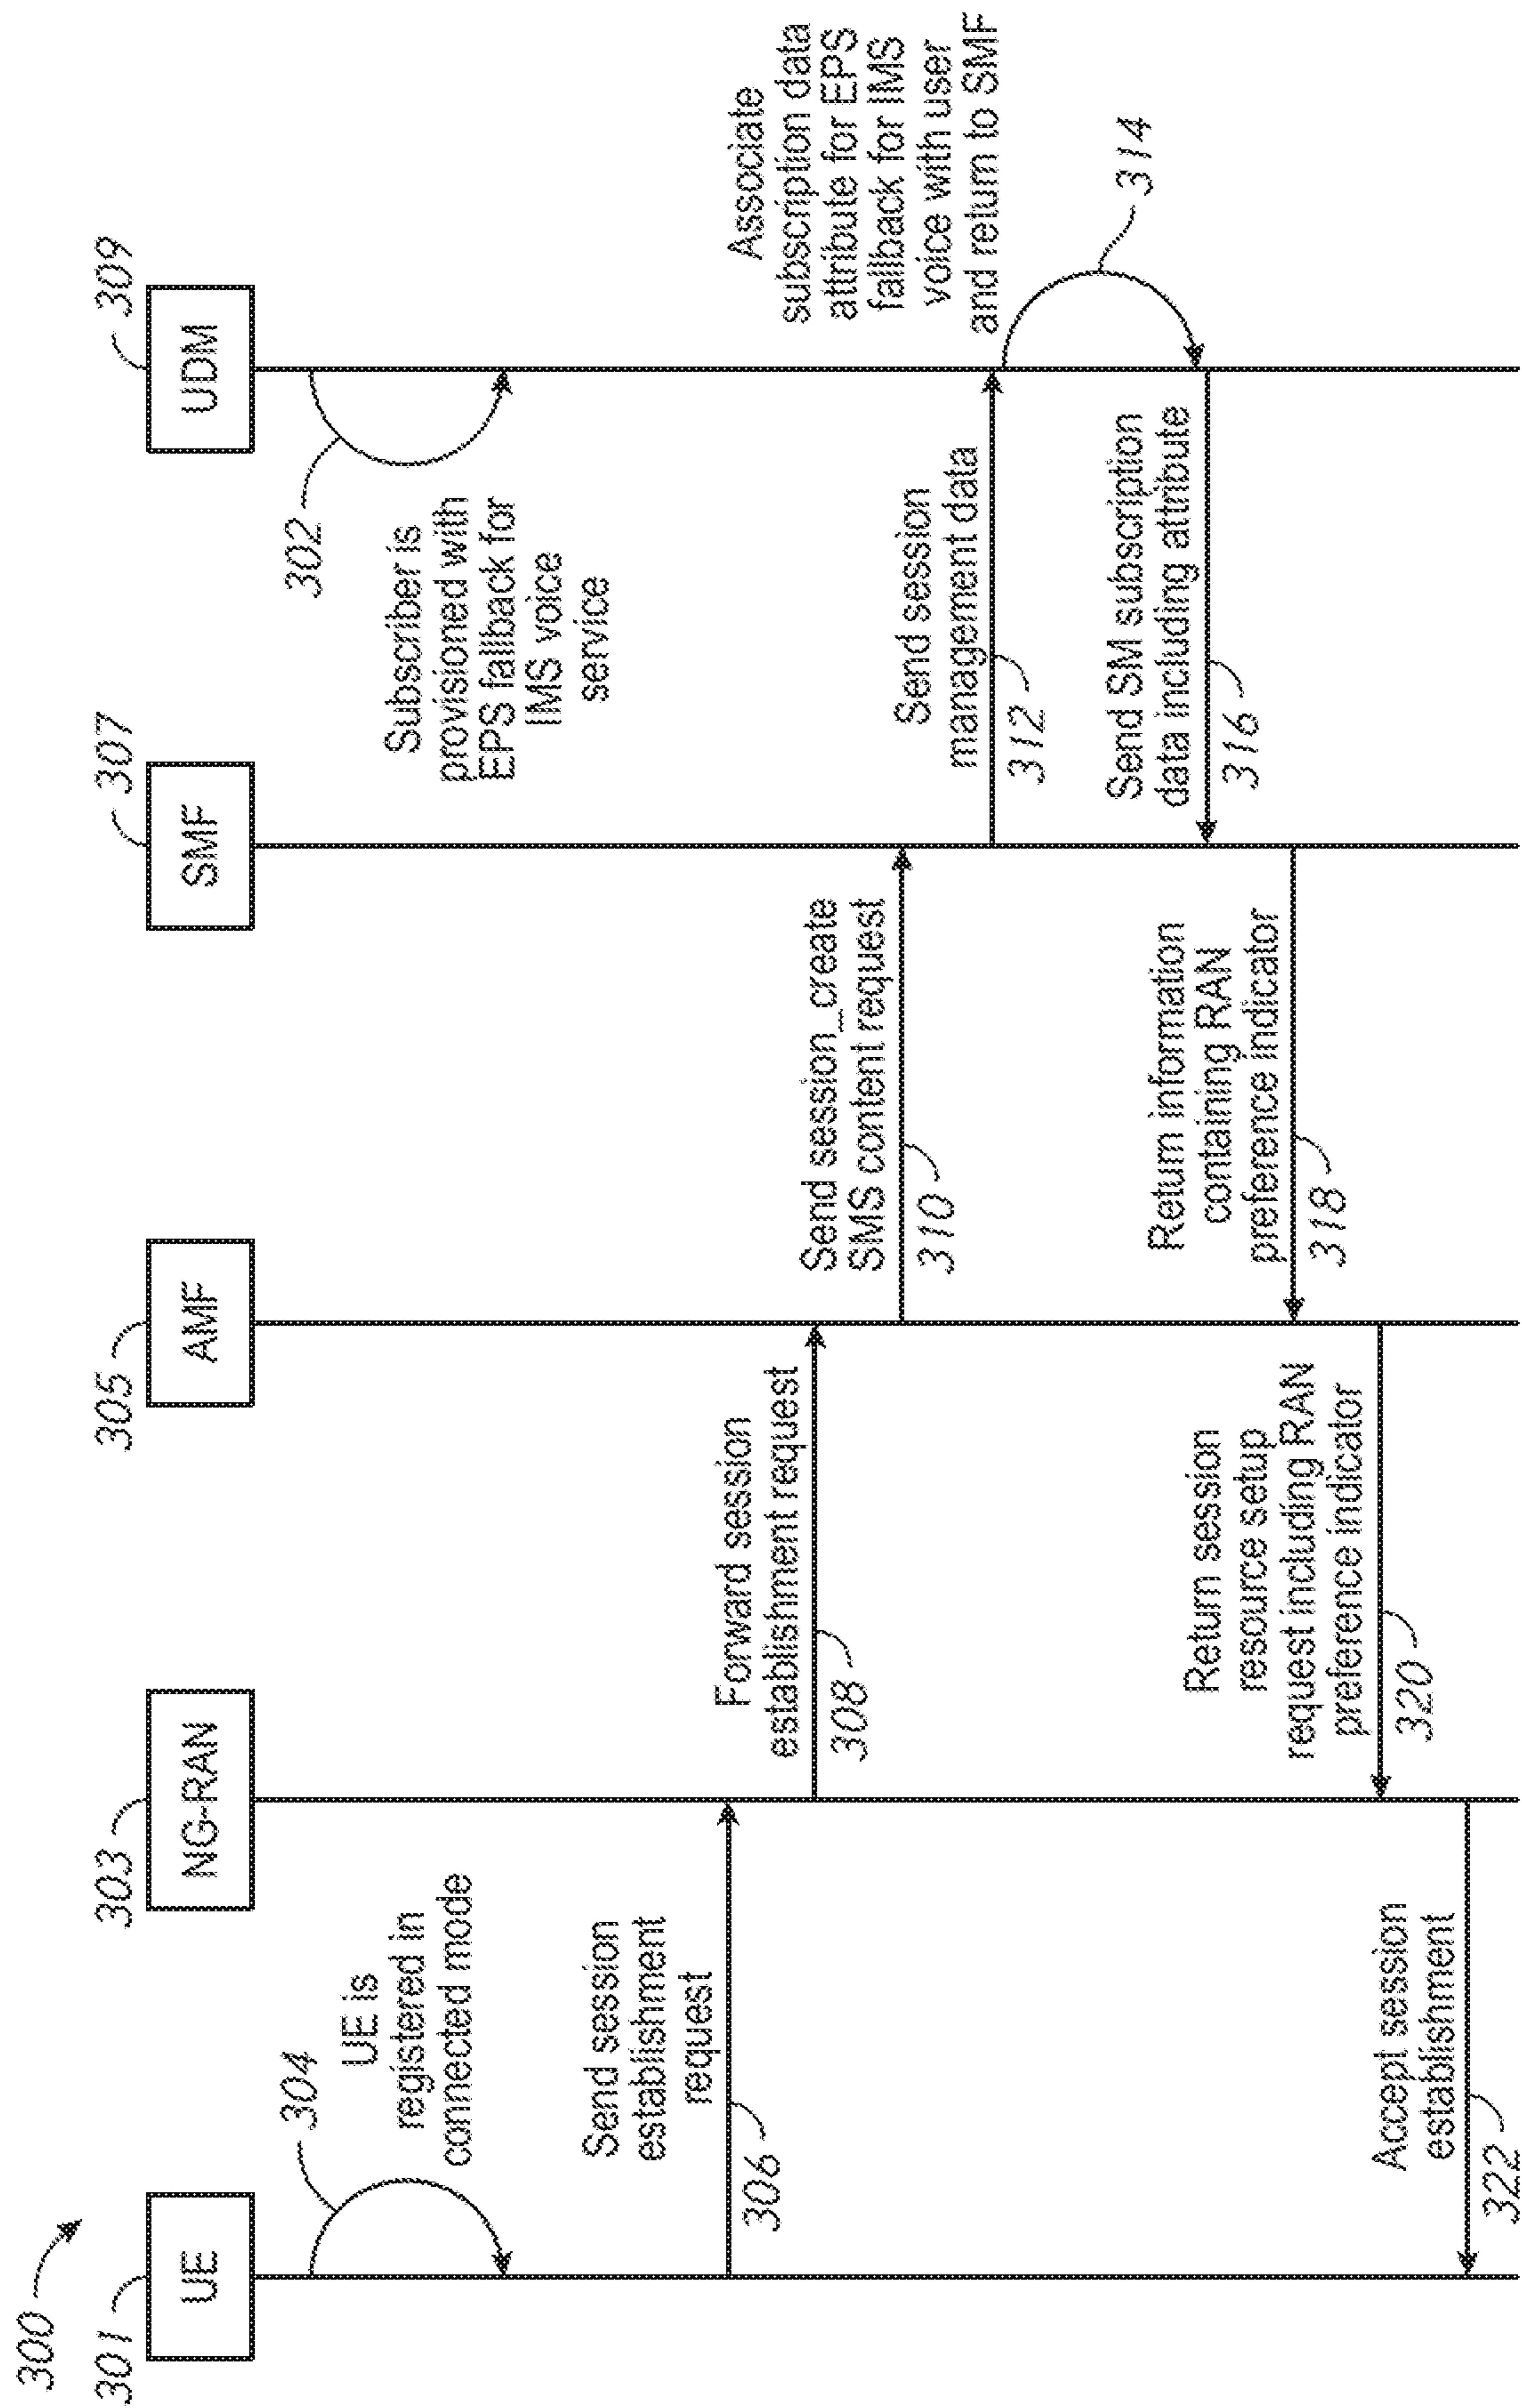 300
301
UE
303
NG-RAN
305
AMF
307
SMF
309
UDM
304
UE is
registered in
connected mode
302
Subscriber is
provisioned with
EPS fallback for
IMS voice
service
Send session
establishment
request
306
Forward session
establishment request
308
Send session_create
SMS content request
310
Send session
management data
312
Associate
subscription data
attribute for EPS
fallback for IMS
voice with user
and return to SMF
314
Send SM subscription
data including attribute
316
Return information
containing RAN
preference indicator
318
Return session
resource setup
request including RAN
preference indicator
320
Accept session
establishment
322